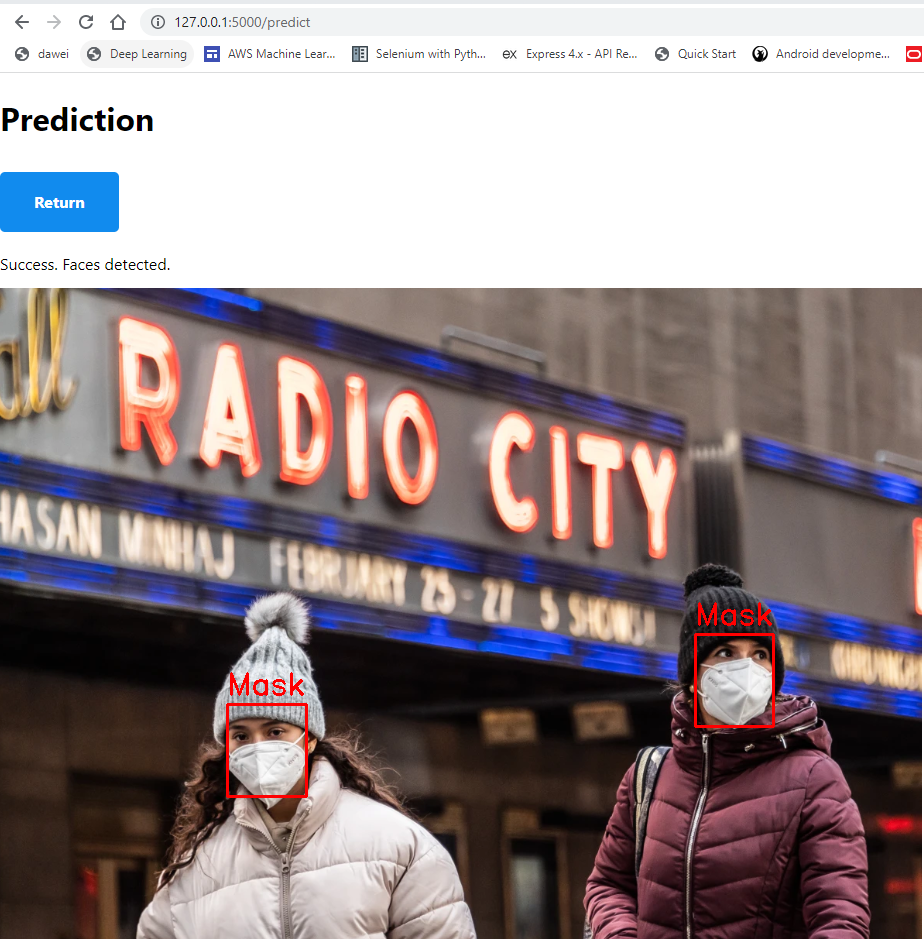 127.0.0.1:5000/predict
dawei
Deep Learning
AWS Machine Lear...
Selenium with Pyth...
ex Express 4.x - API Re...
Quick Start
Android developme...
Prediction
Return
Success. Faces detected.
all
RADIO CITY
HASAN MINHAJ FEBRUARY 25-27 5 SHOWS!
Mask
Mask